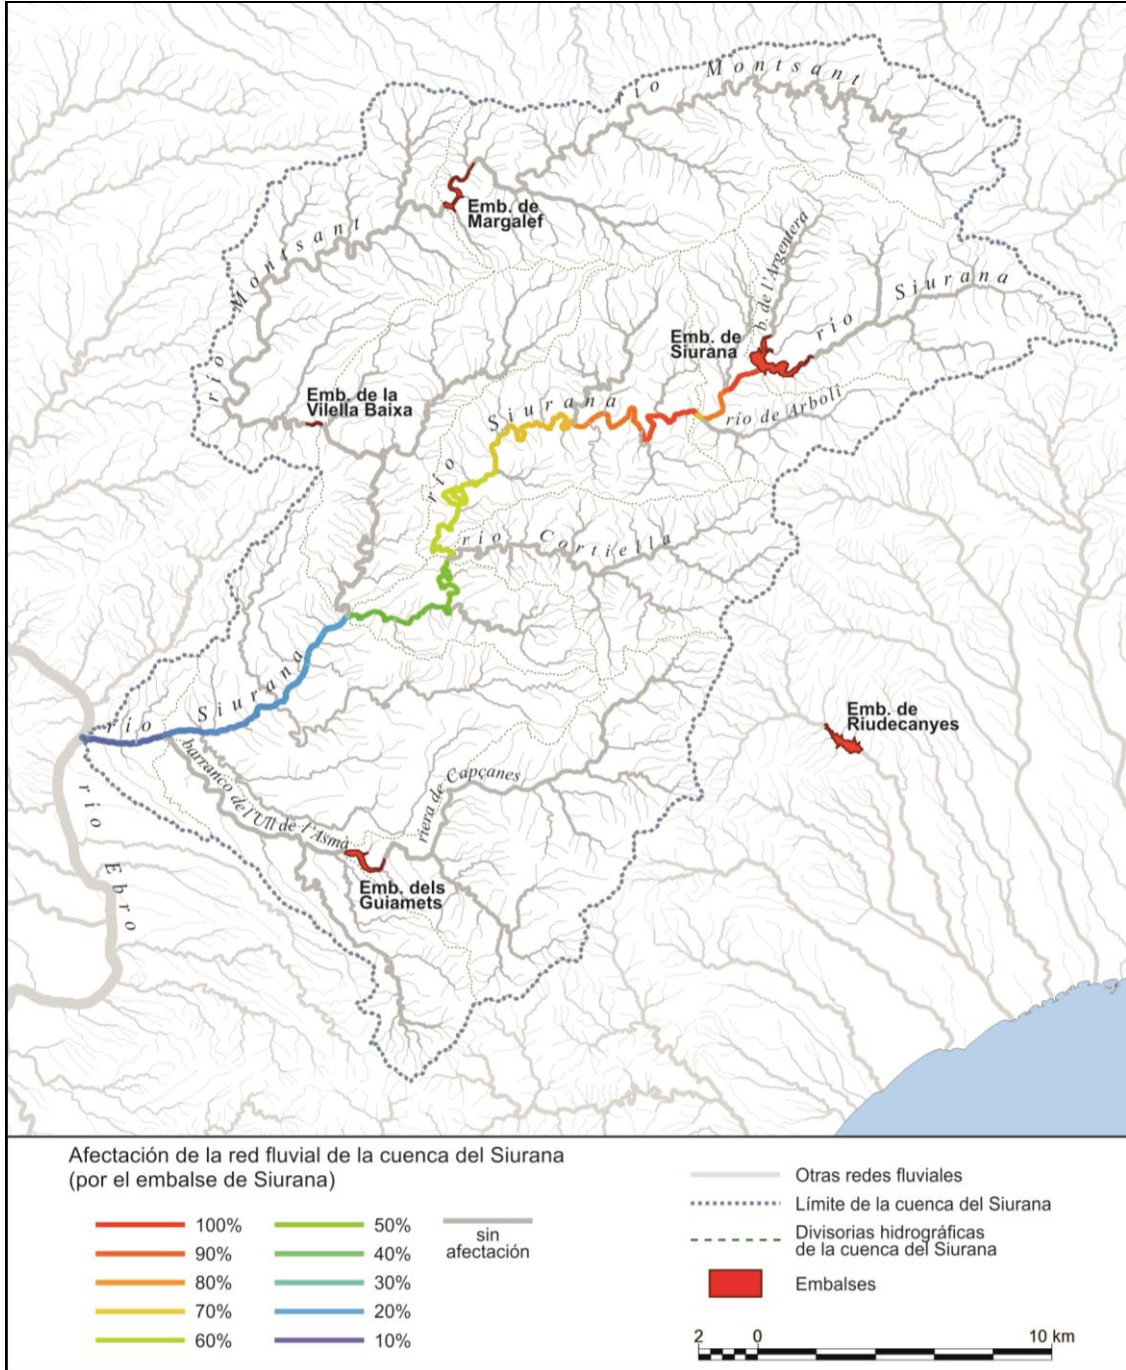 río Montsant
Emb. de
Margalef
río Montsant
b. de l'Argentera
río Siurana
Emb. de
Siurana
Emb. de la
Vilella Baixa
río Siurana
río de Arbolí
río Cortiella
río Siurana
Emb. de
Riudecanyes
barranco de l'Ull de l'Asmà
riera de Capçanes
Emb. dels
Guiamets
río Ebro
Afectación de la red fluvial de la cuenca del Siurana
(por el embalse de Siurana)
100%
90%
80%
70%
60%
50%
40%
30%
20%
10%
sin
afectación
Otras redes fluviales
Límite de la cuenca del Siurana
Divisorias hidrográficas
de la cuenca del Siurana
Embalses
2 0 10 km